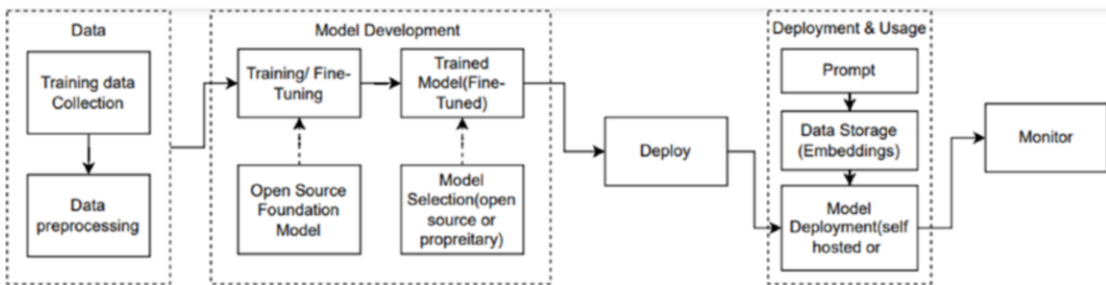 Data
Training data
Collection
Data
preprocessing
Model Development
Training/ Fine-
Tuning
Trained
Model(Fine-
Tuned)
Open Source
Foundation
Model
Model
Selection(open
source or
propreitary)
Deploy
Deployment & Usage
Prompt
Data Storage
(Embeddings)
Model
Deployment(self
hosted or
Monitor